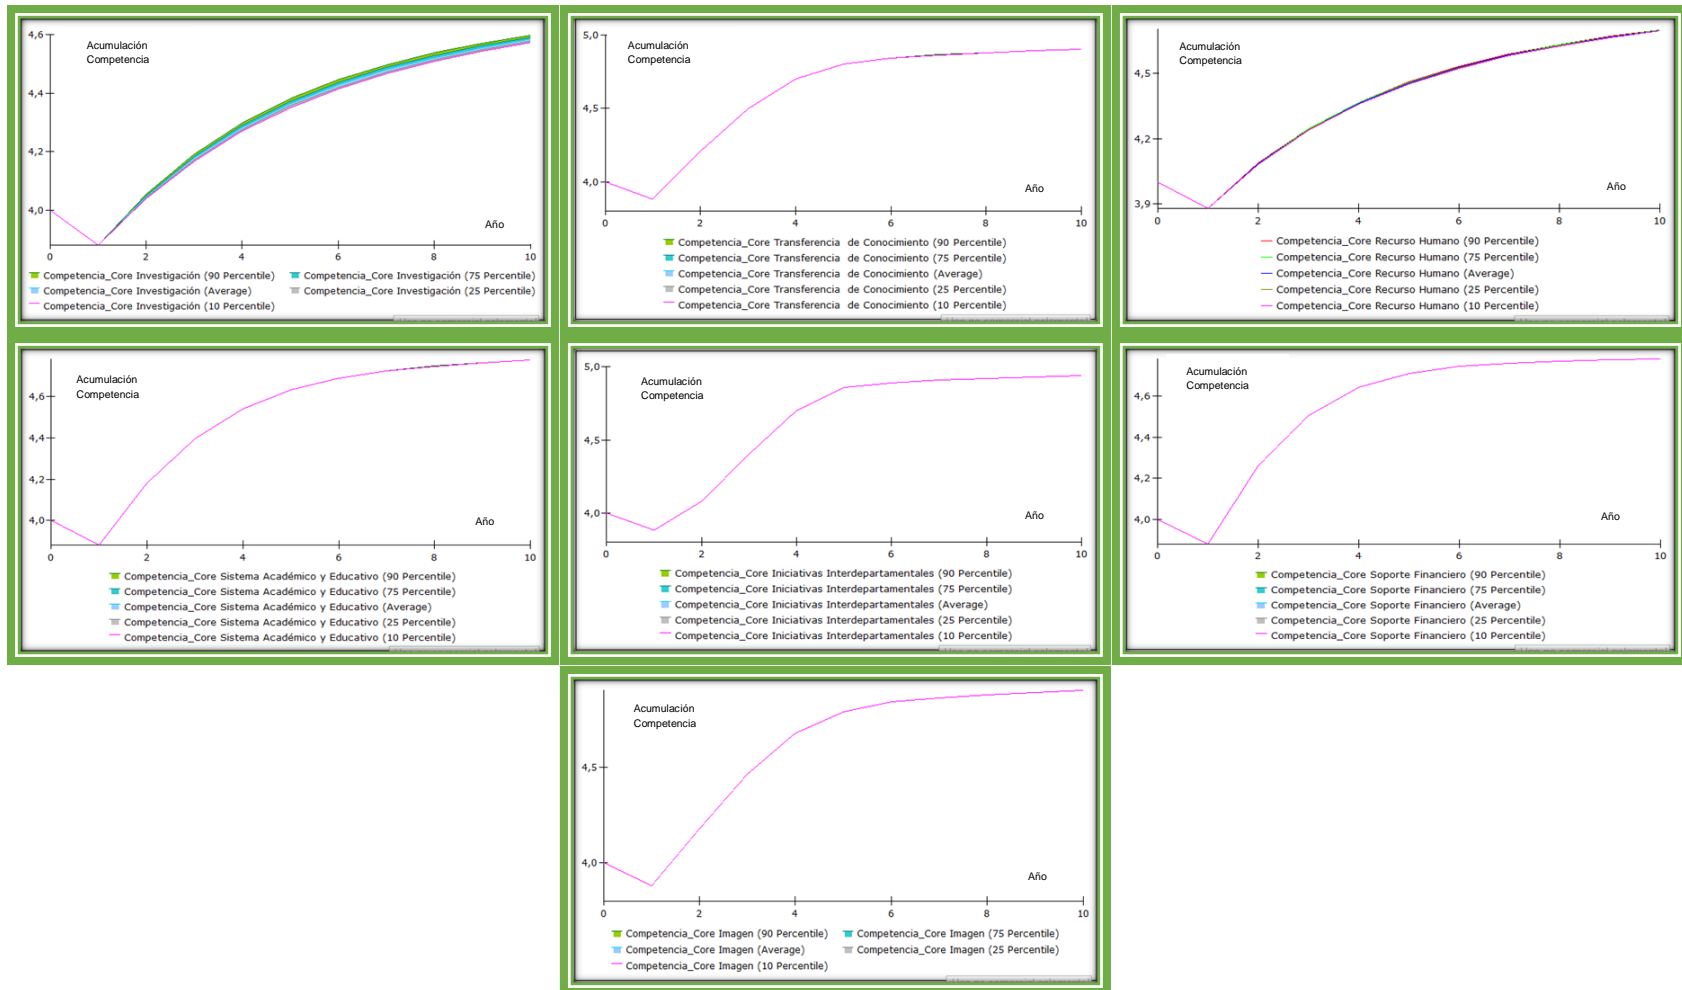 4,6
Acumulación
Competencia
4,4
4,2
4,0
Año
0 2 4 6 8 10
Competencia_Core Investigación (90 Percentile) Competencia_Core Investigación (75 Percentile)
Competencia_Core Investigación (Average) Competencia_Core Investigación (25 Percentile)
Competencia_Core Investigación (10 Percentile)
5,0
Acumulación
Competencia
4,5
4,0
Año
0 2 4 6 8 10
Competencia_Core Transferencia de Conocimiento (90 Percentile)
Competencia_Core Transferencia de Conocimiento (75 Percentile)
Competencia_Core Transferencia de Conocimiento (Average)
Competencia_Core Transferencia de Conocimiento (25 Percentile)
Competencia_Core Transferencia de Conocimiento (10 Percentile)
Acumulación
Competencia
4,5
4,2
3,9
Año
0 2 4 6 8 10
Competencia_Core Recurso Humano (90 Percentile)
Competencia_Core Recurso Humano (75 Percentile)
Competencia_Core Recurso Humano (Average)
Competencia_Core Recurso Humano (25 Percentile)
Competencia_Core Recurso Humano (10 Percentile)
Acumulación
Competencia
4,6
4,4
4,2
4,0
Año
0 2 4 6 8 10
Competencia_Core Sistema Académico y Educativo (90 Percentile)
Competencia_Core Sistema Académico y Educativo (75 Percentile)
Competencia_Core Sistema Académico y Educativo (Average)
Competencia_Core Sistema Académico y Educativo (25 Percentile)
Competencia_Core Sistema Académico y Educativo (10 Percentile)
5,0
Acumulación
Competencia
4,5
4,0
Año
0 2 4 6 8 10
Competencia_Core Iniciativas Interdepartamentales (90 Percentile)
Competencia_Core Iniciativas Interdepartamentales (75 Percentile)
Competencia_Core Iniciativas Interdepartamentales (Average)
Competencia_Core Iniciativas Interdepartamentales (25 Percentile)
Competencia_Core Iniciativas Interdepartamentales (10 Percentile)
Acumulación
Competencia
4,6
4,4
4,2
4,0
Año
0 2 4 6 8 10
Competencia_Core Soporte Financiero (90 Percentile)
Competencia_Core Soporte Financiero (75 Percentile)
Competencia_Core Soporte Financiero (Average)
Competencia_Core Soporte Financiero (25 Percentile)
Competencia_Core Soporte Financiero (10 Percentile)
Acumulación
Competencia
4,5
4,0
Año
0 2 4 6 8 10
Competencia_Core Imagen (90 Percentile) Competencia_Core Imagen (75 Percentile)
Competencia_Core Imagen (Average) Competencia_Core Imagen (25 Percentile)
Competencia_Core Imagen (10 Percentile)